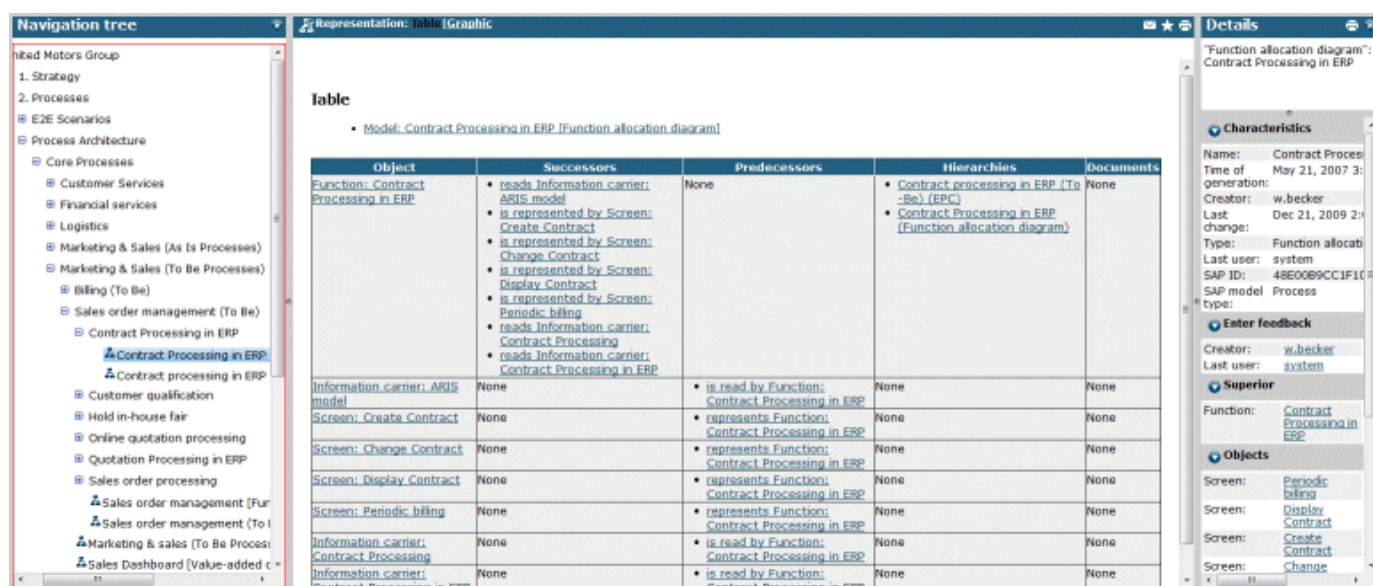 Navigation tree
nited Motors Group
1. Strategy
2. Processes
E2E Scenarios
Process Architecture
Core Processes
Customer Services
Financial services
Logistics
Marketing & Sales (As Is Processes)
Marketing & Sales (To Be Processes)
Billing (To Be)
Sales order management (To Be)
Contract Processing in ERP
Contract Processing in ERP
Contract processing in ERP
Customer qualification
Hold in-house fair
Online quotation processing
Quotation Processing in ERP
Sales order processing
Sales order management [Fun
Sales order management (To
Marketing & sales (To Be Process
Sales Dashboard [Value-added c
Representation: Table |Graphic
Table
• Model: Contract Processing in ERP [Function allocation diagram]
Object Successors Predecessors Hierarchies Documents
Function: Contract
Processing in ERP
• reads Information carrier:
ARIS model
• is represented by Screen:
Create Contract
• is represented by Screen:
Change Contract
• is represented by Screen:
Display Contract
• is represented by Screen:
Periodic billing
• reads Information carrier:
Contract Processing
• reads Information carrier:
Contract Processing in ERP
None
• Contract processing in ERP (To
-Be) (EPC)
• Contract Processing in ERP
(Function allocation diagram)
None
Information carrier: ARIS
model
None
• is read by Function:
Contract Processing in ERP
None
None
Screen: Create Contract
None
• represents Function:
Contract Processing in ERP
None
None
Screen: Change Contract
None
• represents Function:
Contract Processing in ERP
None
None
Screen: Display Contract
None
• represents Function:
Contract Processing in ERP
None
None
Screen: Periodic billing
None
• represents Function:
Contract Processing in ERP
None
None
Information carrier:
Contract Processing
None
• is read by Function:
Contract Processing in ERP
None
None
Information carrier:
Contract Processing in ERP
None
• is read by Function:
Contract Processing in ERP
None
None
Details
"Function allocation diagram":
Contract Processing in ERP
Characteristics
Name: Contract Proces
Time of
generation:
May 21, 2007 3:
Creator: w.becker
Last
change:
Dec 21, 2009 2:
Type: Function allocati
Last user: system
SAP ID: 48E00B9CC1F1
SAP model
type:
Process
Enter feedback
Creator: w.becker
Last user: system
Superior
Function: Contract
Processing in
ERP
Objects
Screen: Periodic
billing
Screen: Display
Contract
Screen: Create
Contract
Screen: Change